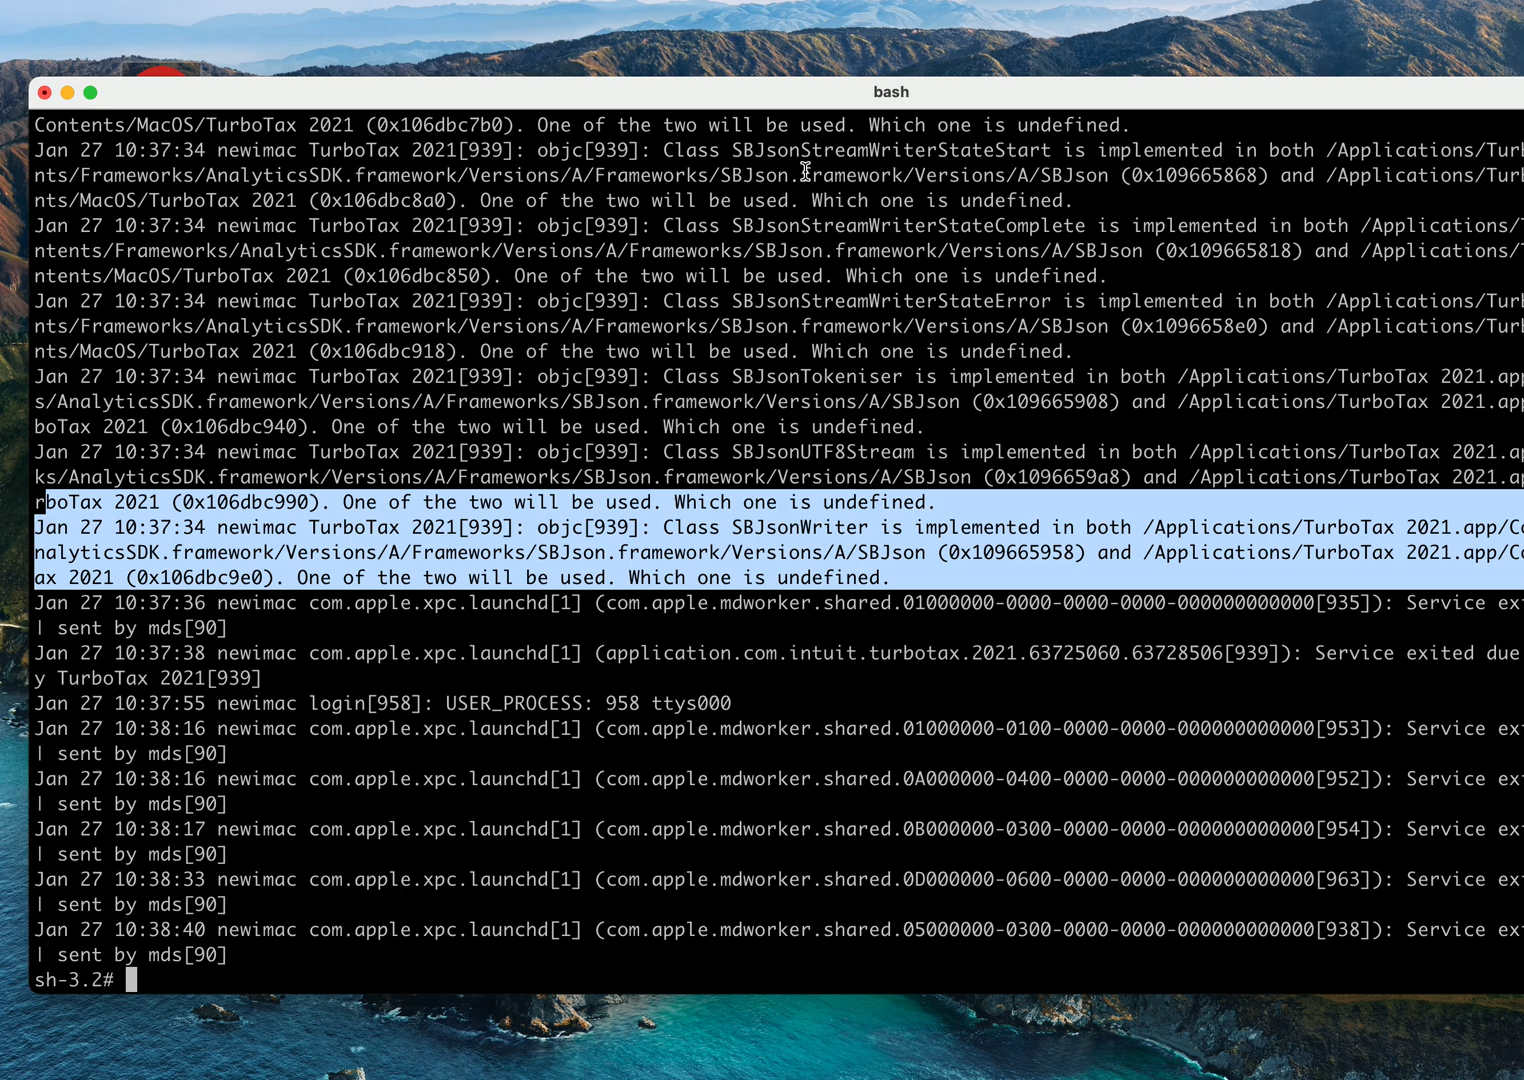 bash
Contents/MacOS/TurboTax 2021 (0x106dbc7b0). One of the two will be used. Which one is undefined.
Jan 27 10:37:34 newimac TurboTax 2021[939]: objc[939]: Class SBJsonStreamWriterStateStart is implemented in both /Applications/Turb
nts/Frameworks/AnalyticsSDK.framework/Versions/A/Frameworks/SBJson.framework/Versions/A/SBJson (0x109665868) and /Applications/Turb
nts/MacOS/TurboTax 2021 (0x106dbc8a0). One of the two will be used. Which one is undefined.
Jan 27 10:37:34 newimac TurboTax 2021[939]: objc[939]: Class SBJsonStreamWriterStateComplete is implemented in both /Applications/T
ntents/Frameworks/AnalyticsSDK.framework/Versions/A/Frameworks/SBJson.framework/Versions/A/SBJson (0x109665818) and /Applications/T
ntents/MacOS/TurboTax 2021 (0x106dbc850). One of the two will be used. Which one is undefined.
Jan 27 10:37:34 newimac TurboTax 2021[939]: objc[939]: Class SBJsonStreamWriterStateError is implemented in both /Applications/Turb
nts/Frameworks/AnalyticsSDK.framework/Versions/A/Frameworks/SBJson.framework/Versions/A/SBJson (0x1096658e0) and /Applications/Turb
nts/MacOS/TurboTax 2021 (0x106dbc918). One of the two will be used. Which one is undefined.
Jan 27 10:37:34 newimac TurboTax 2021[939]: objc[939]: Class SBJsonTokeniser is implemented in both /Applications/TurboTax 2021.app
s/AnalyticsSDK.framework/Versions/A/Frameworks/SBJson.framework/Versions/A/SBJson (0x109665908) and /Applications/TurboTax 2021.app
boTax 2021 (0x106dbc940). One of the two will be used. Which one is undefined.
Jan 27 10:37:34 newimac TurboTax 2021[939]: objc[939]: Class SBJsonUTF8Stream is implemented in both /Applications/TurboTax 2021.ap
ks/AnalyticsSDK.framework/Versions/A/Frameworks/SBJson.framework/Versions/A/SBJson (0x1096659a8) and /Applications/TurboTax 2021.ap
rboTax 2021 (0x106dbc990). One of the two will be used. Which one is undefined.
Jan 27 10:37:34 newimac TurboTax 2021[939]: objc[939]: Class SBJsonWriter is implemented in both /Applications/TurboTax 2021.app/Co
nalyticsSDK.framework/Versions/A/Frameworks/SBJson.framework/Versions/A/SBJson (0x109665958) and /Applications/TurboTax 2021.app/Co
ax 2021 (0x106dbc9e0). One of the two will be used. Which one is undefined.
Jan 27 10:37:36 newimac com.apple.xpc.launchd[1] (com.apple.mdworker.shared.01000000-0000-0000-0000-000000000000[935]): Service ext
| sent by mds[90]
Jan 27 10:37:38 newimac com.apple.xpc.launchd[1] (application.com.intuit.turbotax.2021.63725060.63728506[939]): Service exited due
y TurboTax 2021[939]
Jan 27 10:37:55 newimac login[958]: USER_PROCESS: 958 ttys000
Jan 27 10:38:16 newimac com.apple.xpc.launchd[1] (com.apple.mdworker.shared.01000000-0100-0000-0000-000000000000[953]): Service ext
| sent by mds[90]
Jan 27 10:38:16 newimac com.apple.xpc.launchd[1] (com.apple.mdworker.shared.0A000000-0400-0000-0000-000000000000[952]): Service ext
| sent by mds[90]
Jan 27 10:38:17 newimac com.apple.xpc.launchd[1] (com.apple.mdworker.shared.0B000000-0300-0000-0000-000000000000[954]): Service ext
| sent by mds[90]
Jan 27 10:38:33 newimac com.apple.xpc.launchd[1] (com.apple.mdworker.shared.0D000000-0600-0000-0000-000000000000[963]): Service ext
| sent by mds[90]
Jan 27 10:38:40 newimac com.apple.xpc.launchd[1] (com.apple.mdworker.shared.05000000-0300-0000-0000-000000000000[938]): Service ext
| sent by mds[90]
sh-3.2#